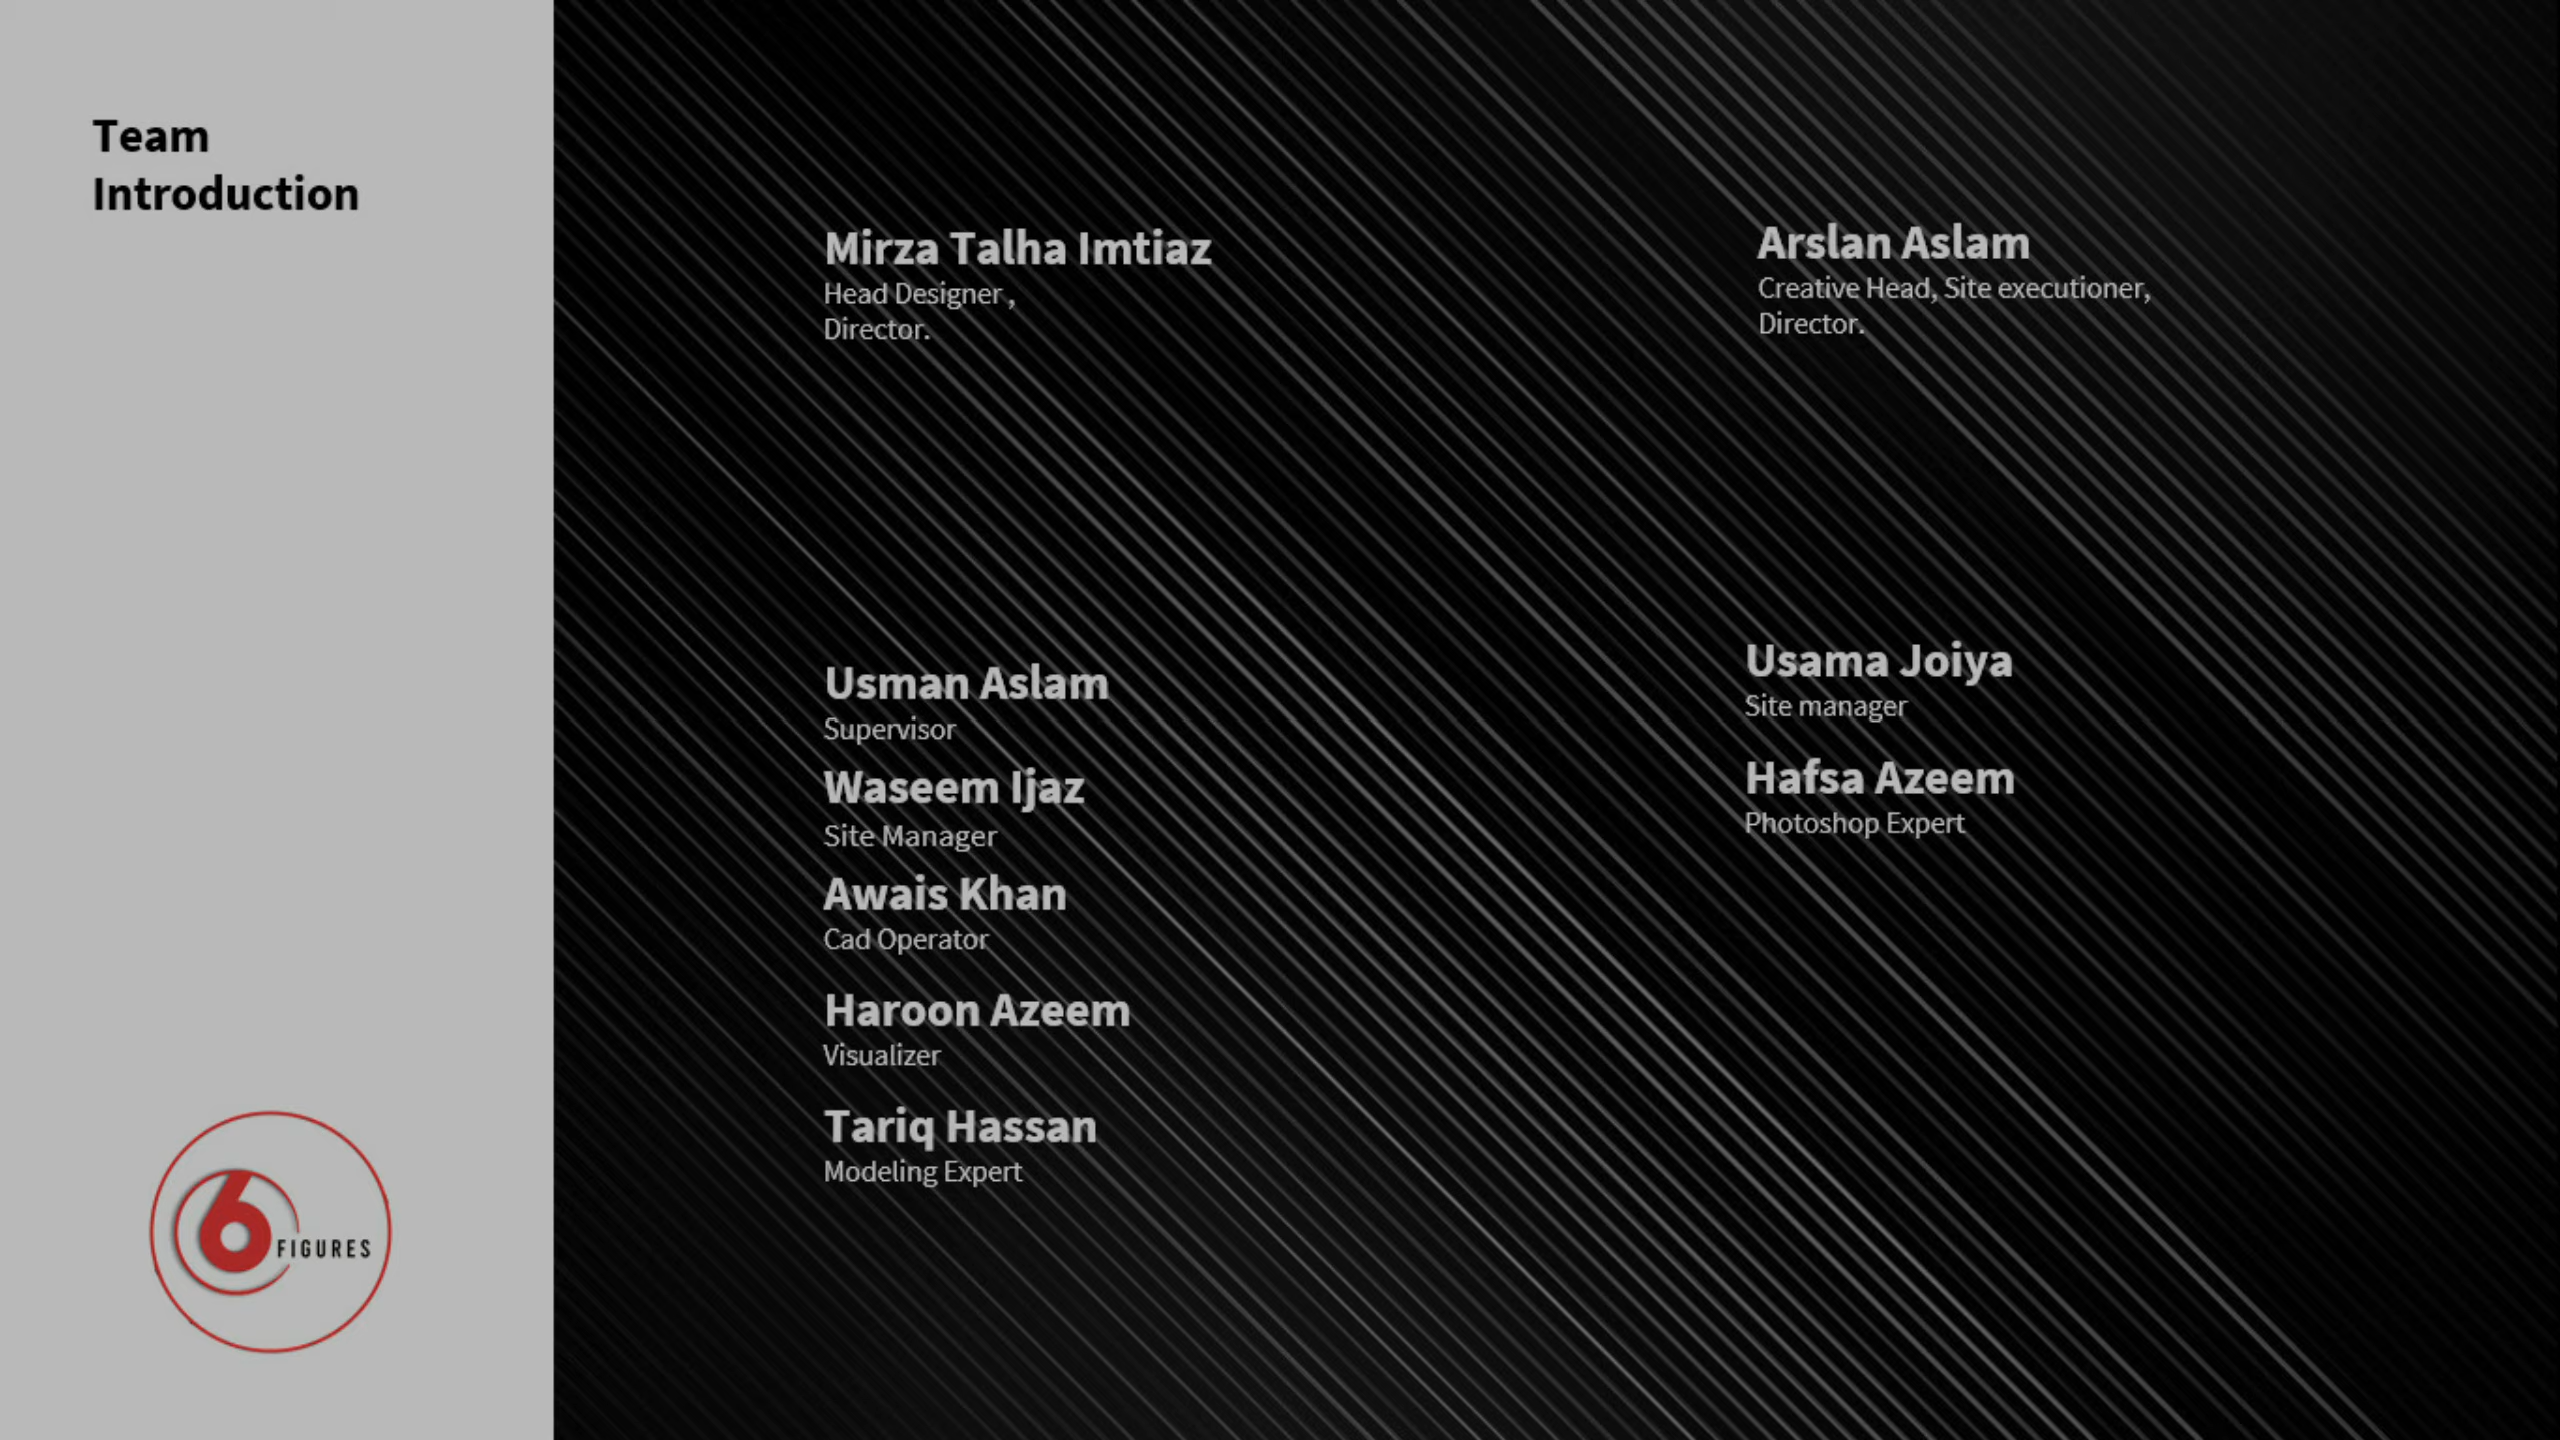 Team
Introduction
Mirza Talha Imtiaz
Head Designer ,
Director.
Arslan Aslam
Creative Head, Site executioner,
Director.
Usman Aslam
Supervisor
Waseem Ijaz
Site Manager
Awais Khan
Cad Operator
Haroon Azeem
Visualizer
Tariq Hassan
Modeling Expert
Usama Joiya
Site manager
Hafsa Azeem
Photoshop Expert
6 FIGURES